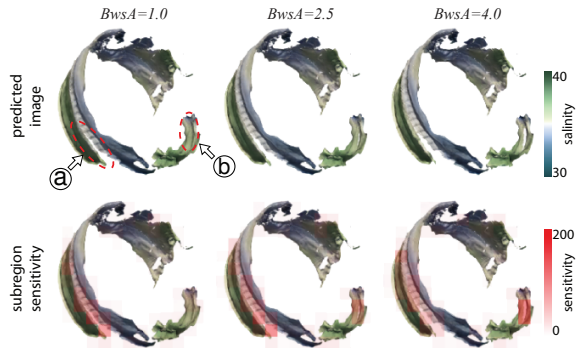 BwsA=1.0 BwsA=2.5 BwsA=4.0
predicted
image
a
b
40
salinity
30
subregion
sensitivity
200
sensitivity
0